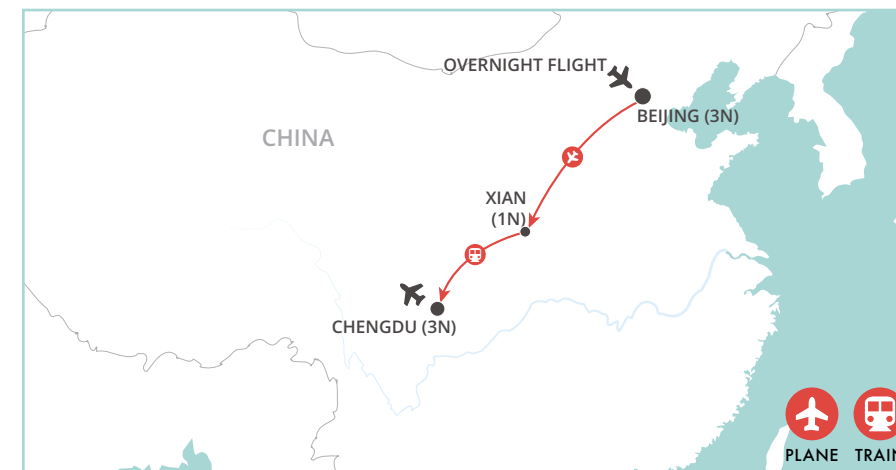 OVERNIGHT FLIGHT
BEIJING (3N)
CHINA
XIAN
(1N)
CHENGDU (3N)
PLANE
TRAIN